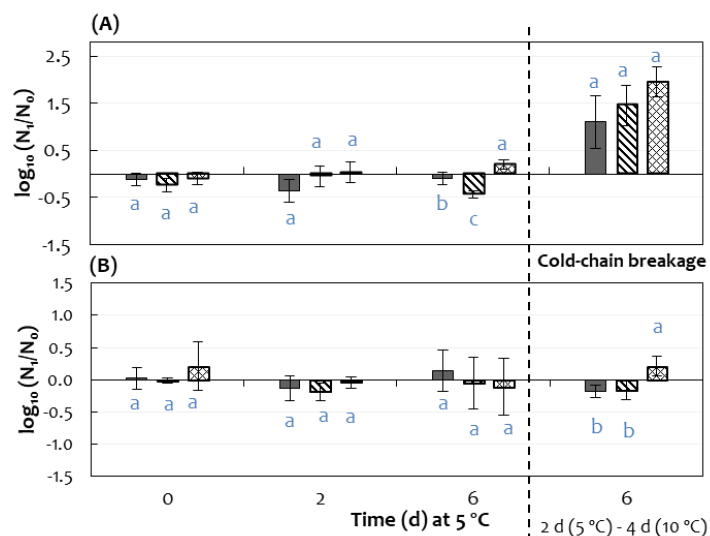 (A)
2.5
1.5
0.5
-0.5
-1.5
log₁₀ (N₁/N₀)
a a a
a a a
b c a
a a a
Cold-chain breakage
(B)
1.5
1.0
0.5
0.0
-0.5
-1.0
-1.5
log₁₀ (N₁/N₀)
a a a
a a a
a a a
b b a
0 2 6 6
Time (d) at 5 °C
2 d (5 °C) - 4 d (10 °C)